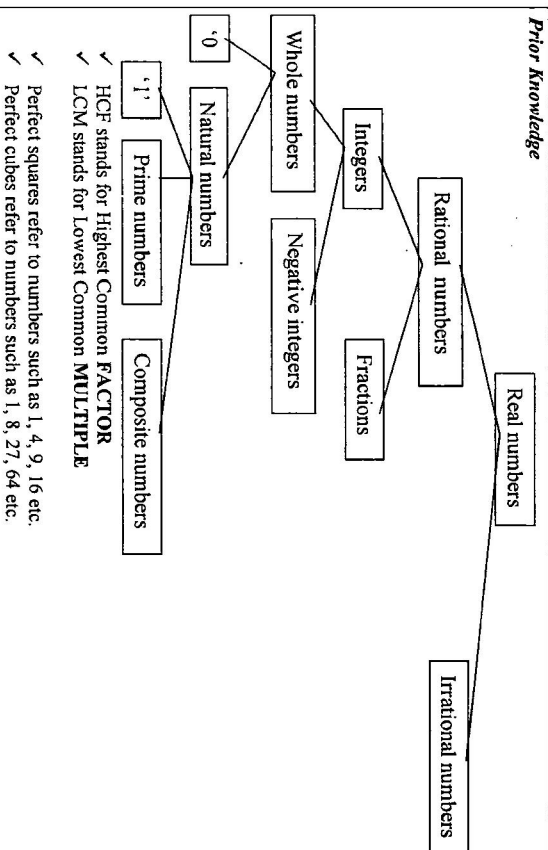 Prior Knowledge
Real numbers
Rational numbers
Irrational numbers
Integers
Fractions
Whole numbers
Negative integers
'0
Natural numbers
'1'
Prime numbers
Composite numbers
✓ HCF stands for Highest Common FACTOR
✓ LCM stands for Lowest Common MULTIPLE
✓ Perfect squares refer to numbers such as 1, 4, 9, 16 etc.
✓ Perfect cubes refer to numbers such as 1, 8, 27, 64 etc.